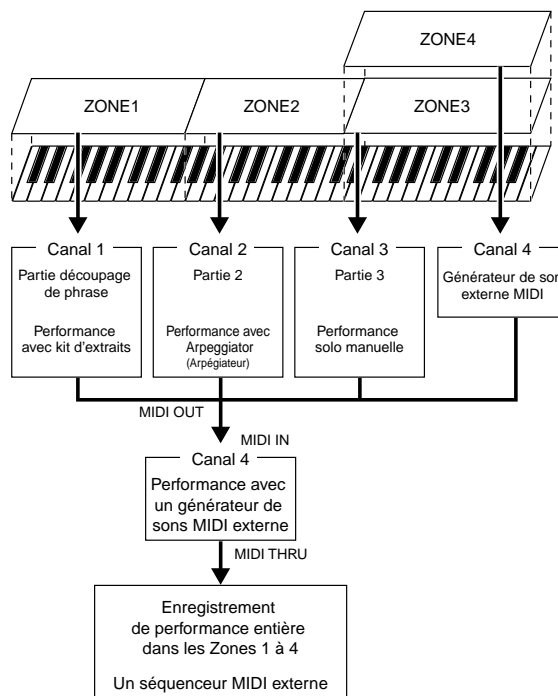 ZONE4
ZONE1
ZONE2
ZONE3
Canal 1
Partie découpage
de phrase
Performance
avec kit d'extraits
Canal 2
Partie 2
Performance avec
Arpeggiator
(Arpégiateur)
Canal 3
Partie 3
Performance
solo manuelle
Canal 4
Générateur de son
externe MIDI
MIDI OUT
MIDI IN
Canal 4
Performance avec
un générateur de
sons MIDI externe
MIDI THRU
Enregistrement
de performance entière
dans les Zones 1 à 4
Un séquenceur MIDI externe